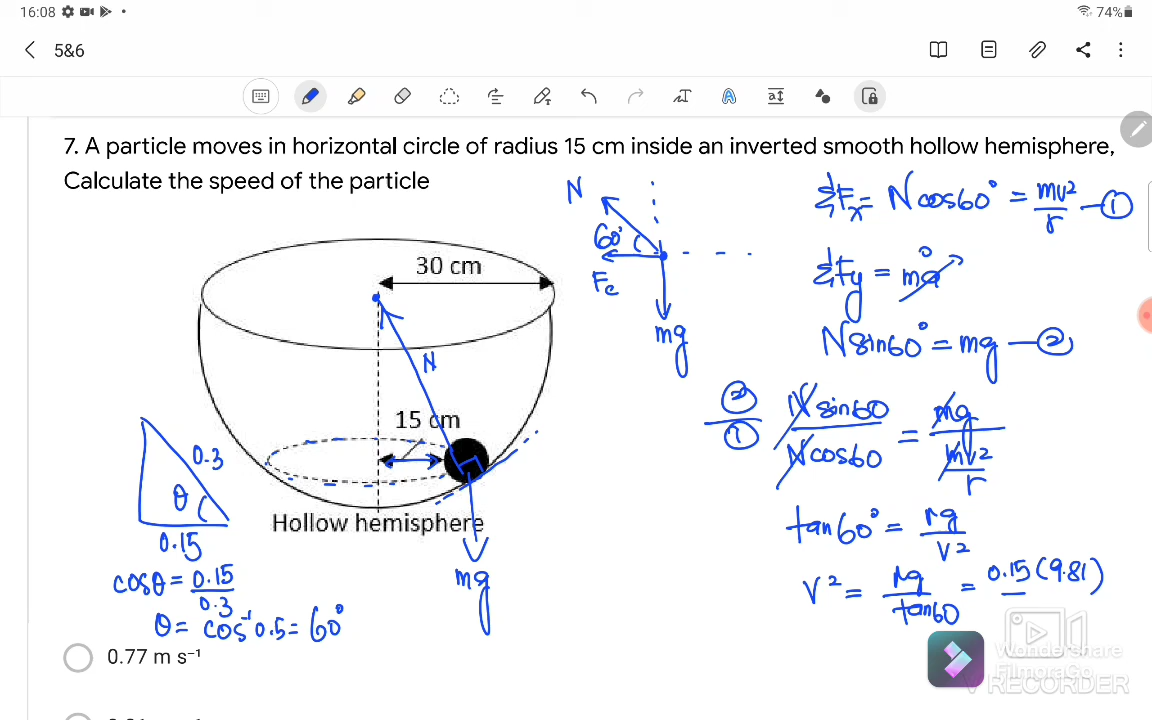 16:08
74%
5&6
7. A particle moves in horizontal circle of radius 15 cm inside an inverted smooth hollow hemisphere,
Calculate the speed of the particle
30 cm
N
15 cm
Hollow hemisphere
mg
0.3
θ
0.15
cosθ = 0.15
0.3
θ = cos⁻¹ 0.5 = 60°
N
60°
Fc
mg
ΣFx = N cos60° = mv²/r —①
ΣFy = ma 0
N sin60° = mg —②
②/① N sin60 / N cos60 = mg / mv²/r
tan60° = rg/v²
v² = rg/tan60 = 0.15(9.81)
0.77 m s⁻¹
Wondershare
FilmoraGo
RECORDER